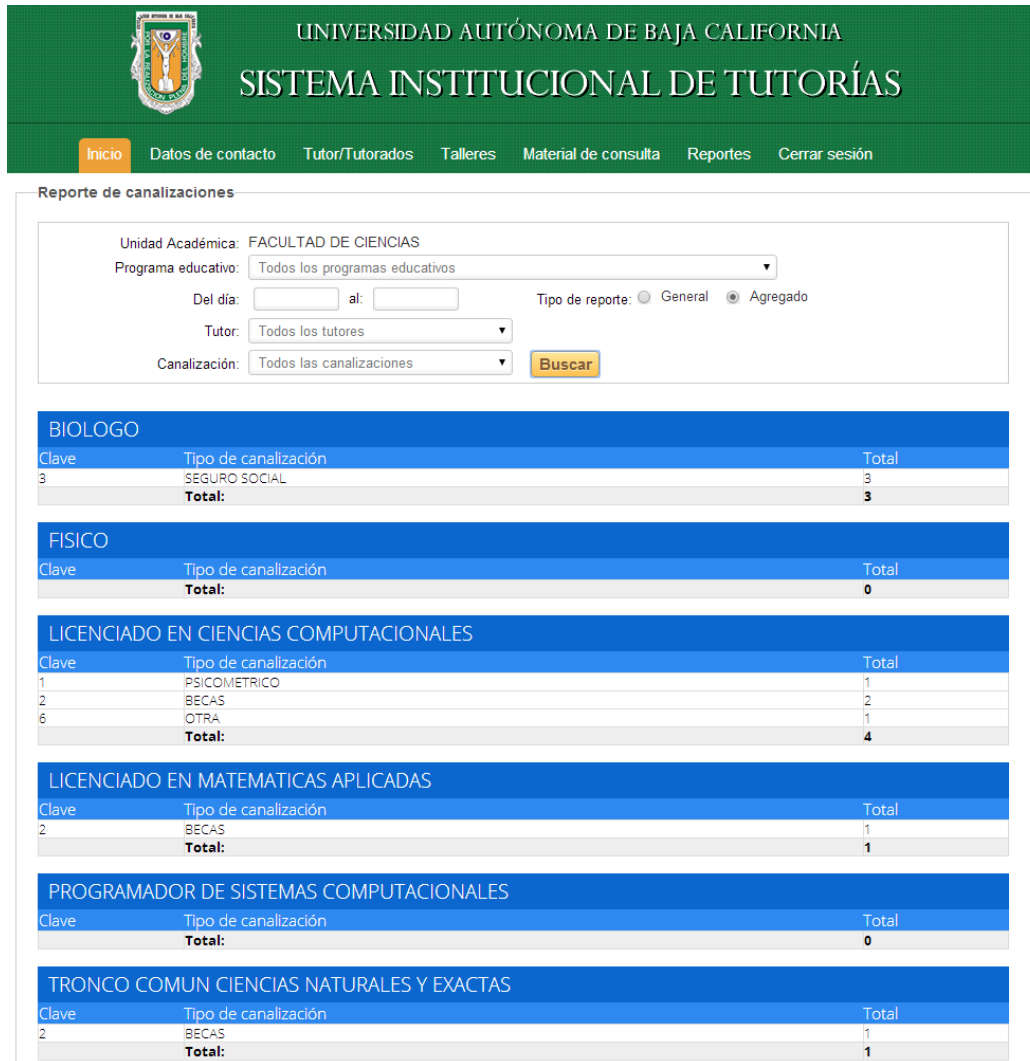 UNIVERSIDAD AUTÓNOMA DE BAJA CALIFORNIA
SISTEMA INSTITUCIONAL DE TUTORÍAS
POR LA REALIZACIÓN PLENA DEL HOMBRE
Inicio Datos de contacto Tutor/Tutorados Talleres Material de consulta Reportes Cerrar sesión
Reporte de canalizaciones
Unidad Académica: FACULTAD DE CIENCIAS
Programa educativo: Todos los programas educativos
Del día: al: Tipo de reporte: General Agregado
Tutor: Todos los tutores
Canalización: Todos las canalizaciones Buscar
BIOLOGO
Clave Tipo de canalización Total
3 SEGURO SOCIAL 3
Total: 3
FISICO
Clave Tipo de canalización Total
Total: 0
LICENCIADO EN CIENCIAS COMPUTACIONALES
Clave Tipo de canalización Total
1 PSICOMETRICO 1
2 BECAS 2
6 OTRA 1
Total: 4
LICENCIADO EN MATEMATICAS APLICADAS
Clave Tipo de canalización Total
2 BECAS 1
Total: 1
PROGRAMADOR DE SISTEMAS COMPUTACIONALES
Clave Tipo de canalización Total
Total: 0
TRONCO COMUN CIENCIAS NATURALES Y EXACTAS
Clave Tipo de canalización Total
2 BECAS 1
Total: 1